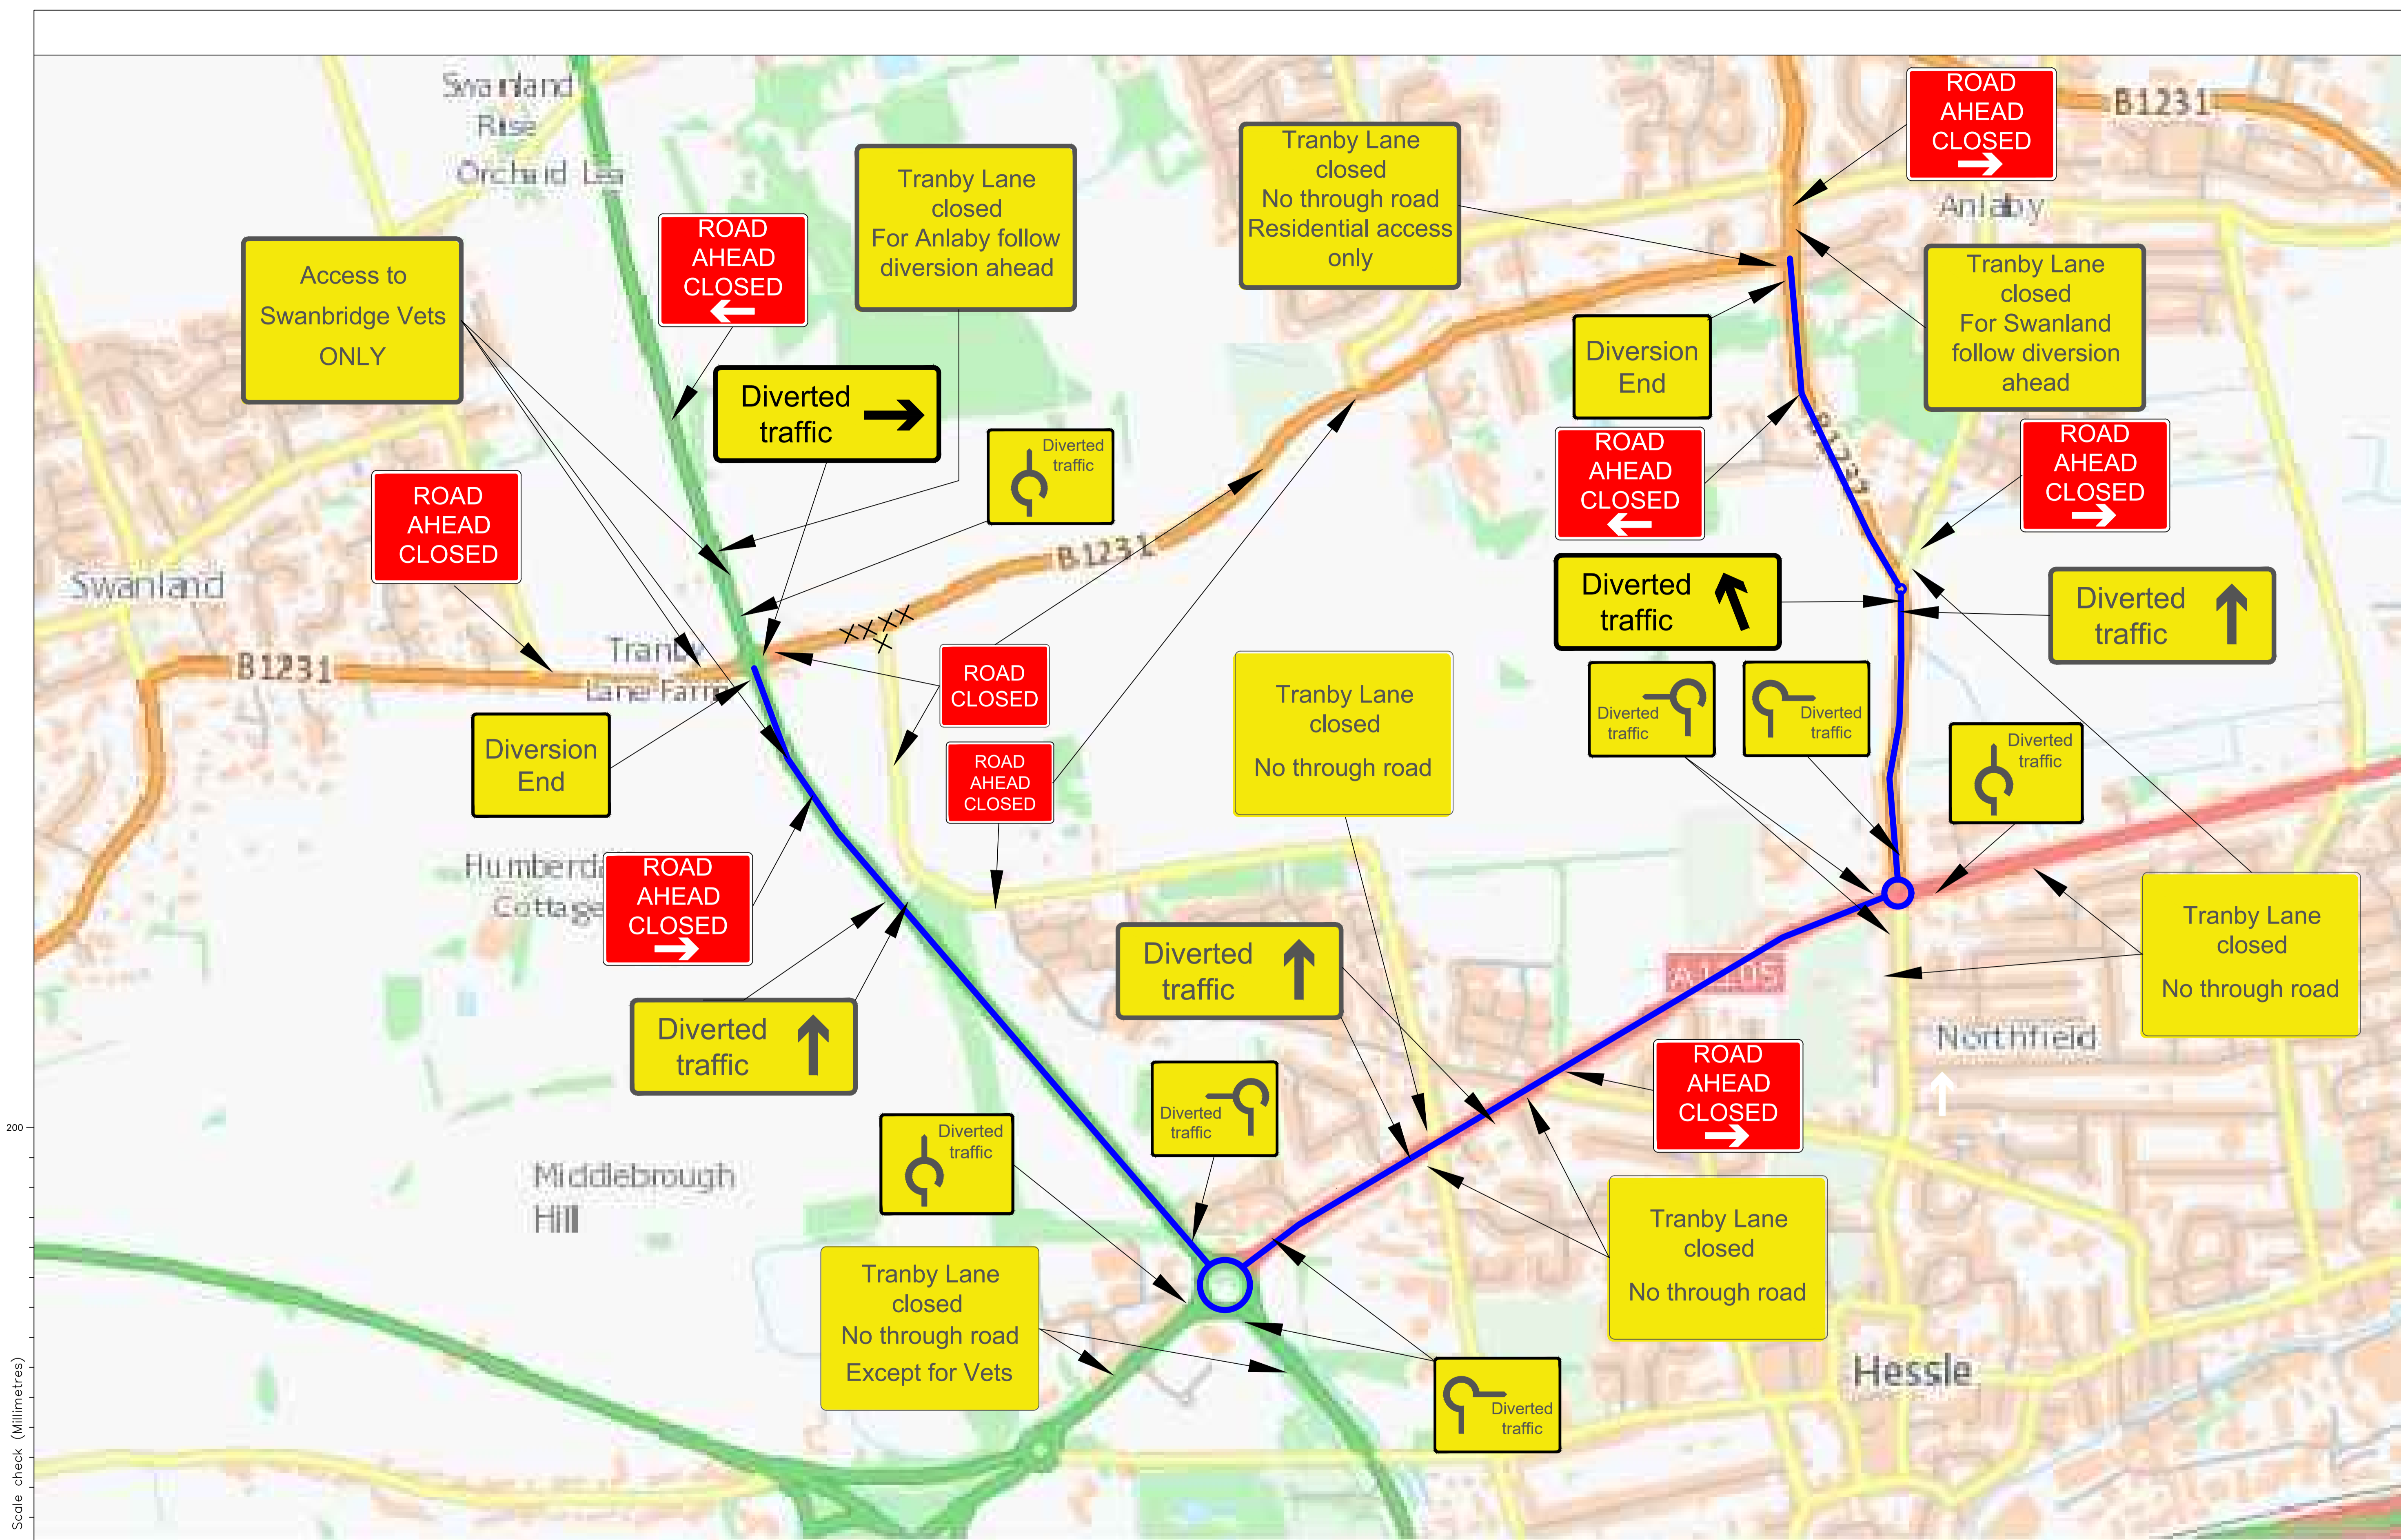 Swanland
Rise
Orchard Lea
ROAD
AHEAD
CLOSED
Tranby Lane
closed
For Anlaby follow
diversion ahead
Tranby Lane
closed
No through road
Residential access
only
ROAD
AHEAD
CLOSED
B1231
Anlaby
Access to
Swanbridge Vets
ONLY
Diverted
traffic
Diverted
traffic
Diversion
End
Tranby Lane
closed
For Swanland
follow diversion
ahead
ROAD
AHEAD
CLOSED
ROAD
AHEAD
CLOSED
ROAD
AHEAD
CLOSED
Swanland
B1231
B1231
Tranby
Lane Farm
Diverted
traffic
Diverted
traffic
ROAD
CLOSED
Tranby Lane
closed
No through road
Diverted
traffic
Diverted
traffic
Diverted
traffic
Diversion
End
ROAD
AHEAD
CLOSED
Humberdale
Cottage
ROAD
AHEAD
CLOSED
Diverted
traffic
A1105
Tranby Lane
closed
No through road
Diverted
traffic
Northfield
ROAD
AHEAD
CLOSED
Diverted
traffic
Diverted
traffic
200
Middlebrough
Hill
Tranby Lane
closed
No through road
Tranby Lane
closed
No through road
Except for Vets
Diverted
traffic
Hessle
Scale check (Millimetres)